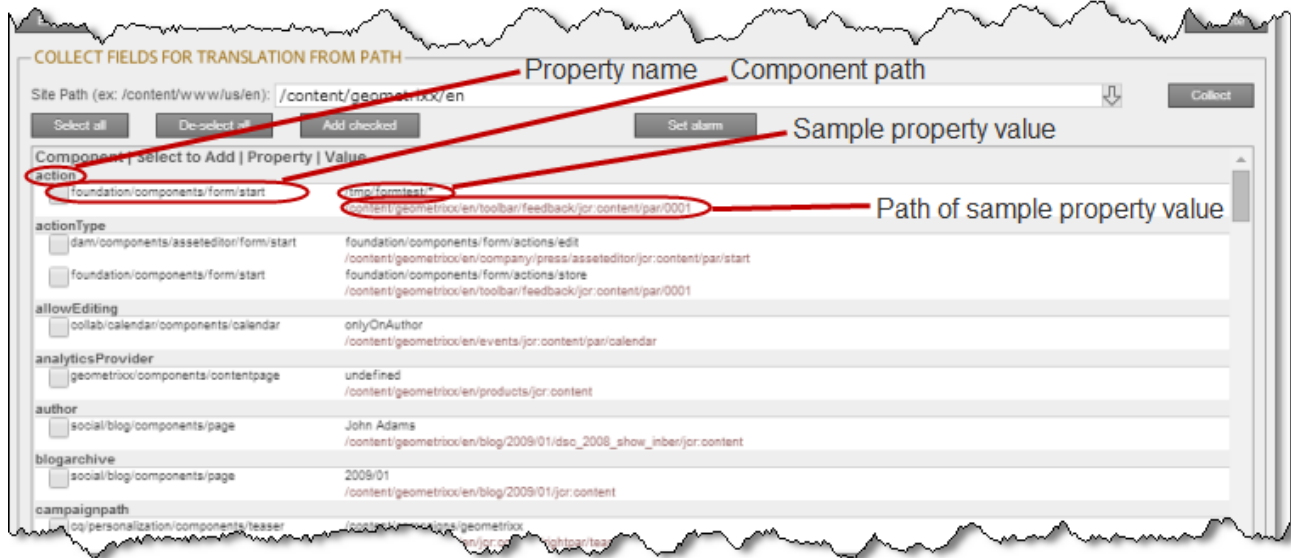 COLLECT FIELDS FOR TRANSLATION FROM PATH
Property name
Component path
Site Path (ex: /content/www/us/en): /content/geometrixx/en
Collect
Select all
De-select all
Add checked
Set alarm
Sample property value
Component | Select to Add | Property | Value
action
foundation/components/form/start
/tmp/formtest/*
/content/geometrixx/en/toolbar/feedback/jcr:content/par/0001
Path of sample property value
actionType
dam/components/asseteditor/form/start
foundation/components/form/actions/edit
/content/geometrixx/en/company/press/asseteditor/jcr:content/par/start
foundation/components/form/start
foundation/components/form/actions/store
/content/geometrixx/en/toolbar/feedback/jcr:content/par/0001
allowEditing
collab/calendar/components/calendar
onlyOnAuthor
/content/geometrixx/en/events/jcr:content/par/calendar
analyticsProvider
geometrixx/components/contentpage
undefined
/content/geometrixx/en/products/jcr:content
author
social/blog/components/page
John Adams
/content/geometrixx/en/blog/2009/01/dsc_2008_show_inber/jcr:content
blogarchive
social/blog/components/page
2009/01
/content/geometrixx/en/blog/2009/01/jcr:content
campaignpath
cq/personalization/components/teaser